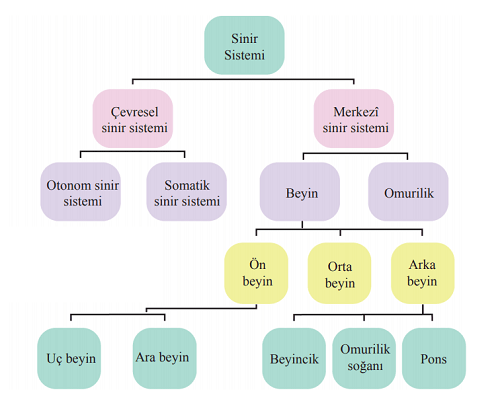 Sinir
Sistemi
Çevresel
sinir sistemi
Merkezî
sinir sistemi
Otonom sinir
sistemi
Somatik
sinir sistemi
Beyin
Omurilik
Ön
beyin
Orta
beyin
Arka
beyin
Uç beyin
Ara beyin
Beyincik
Omurilik
soğanı
Pons